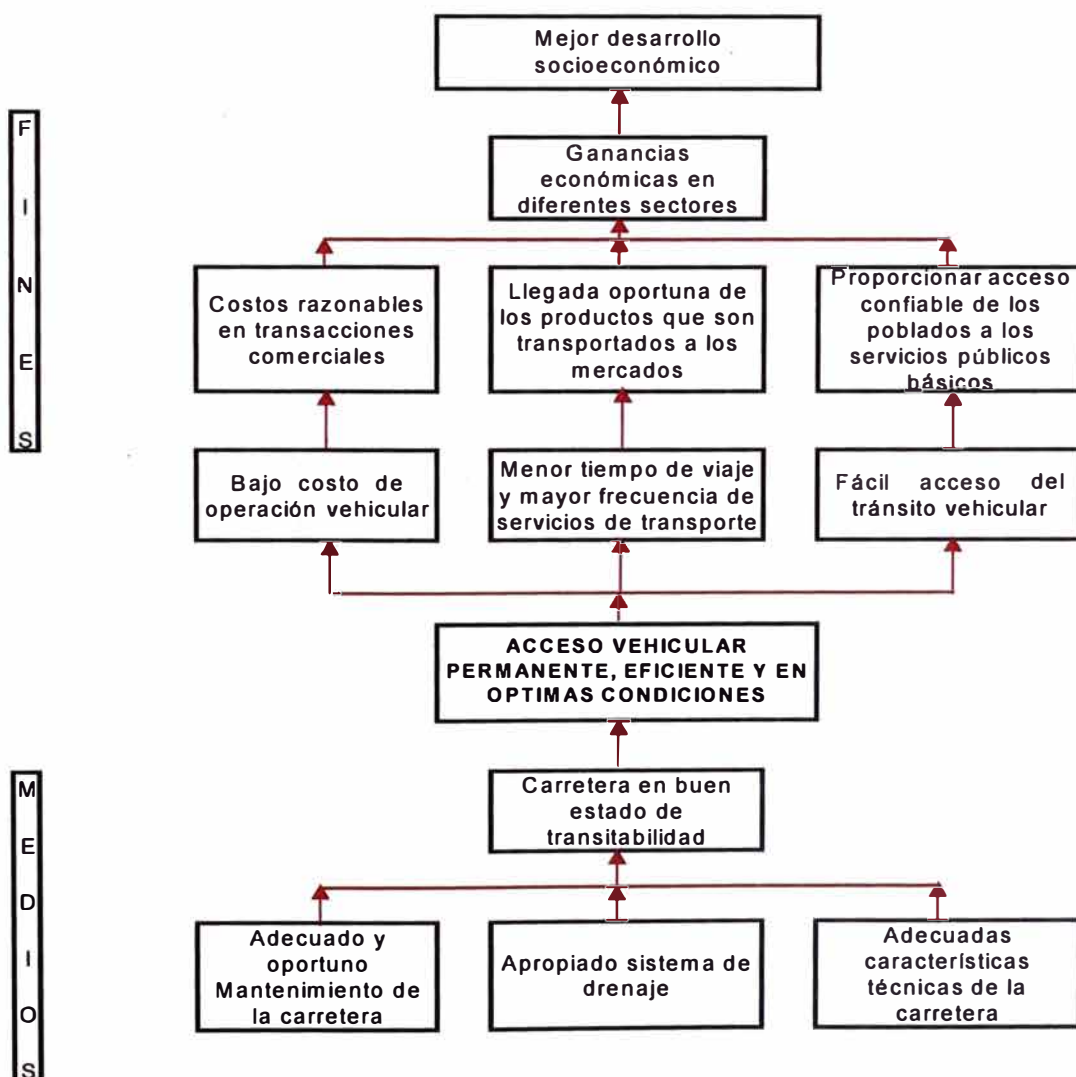 Mejor desarrollo
socioeconómico
F
I
N
E
S
Ganancias
económicas en
diferentes sectores
Costos razonables
en transacciones
comerciales
Llegada oportuna de
los productos que son
transportados a los
mercados
Proporcionar acceso
confiable de los
poblados a los
servicios públicos
básicos
Bajo costo de
operación vehicular
Menor tiempo de viaje
y mayor frecuencia de
servicios de transporte
Fácil acceso del
tránsito vehicular
ACCESO VEHICULAR
PERMANENTE, EFICIENTE Y EN
OPTIMAS CONDICIONES
M
E
D
I
O
S
Carretera en buen
estado de
transitabilidad
Adecuado y
oportuno
Mantenimiento de
la carretera
Apropiado sistema de
drenaje
Adecuadas
características
técnicas de la
carretera